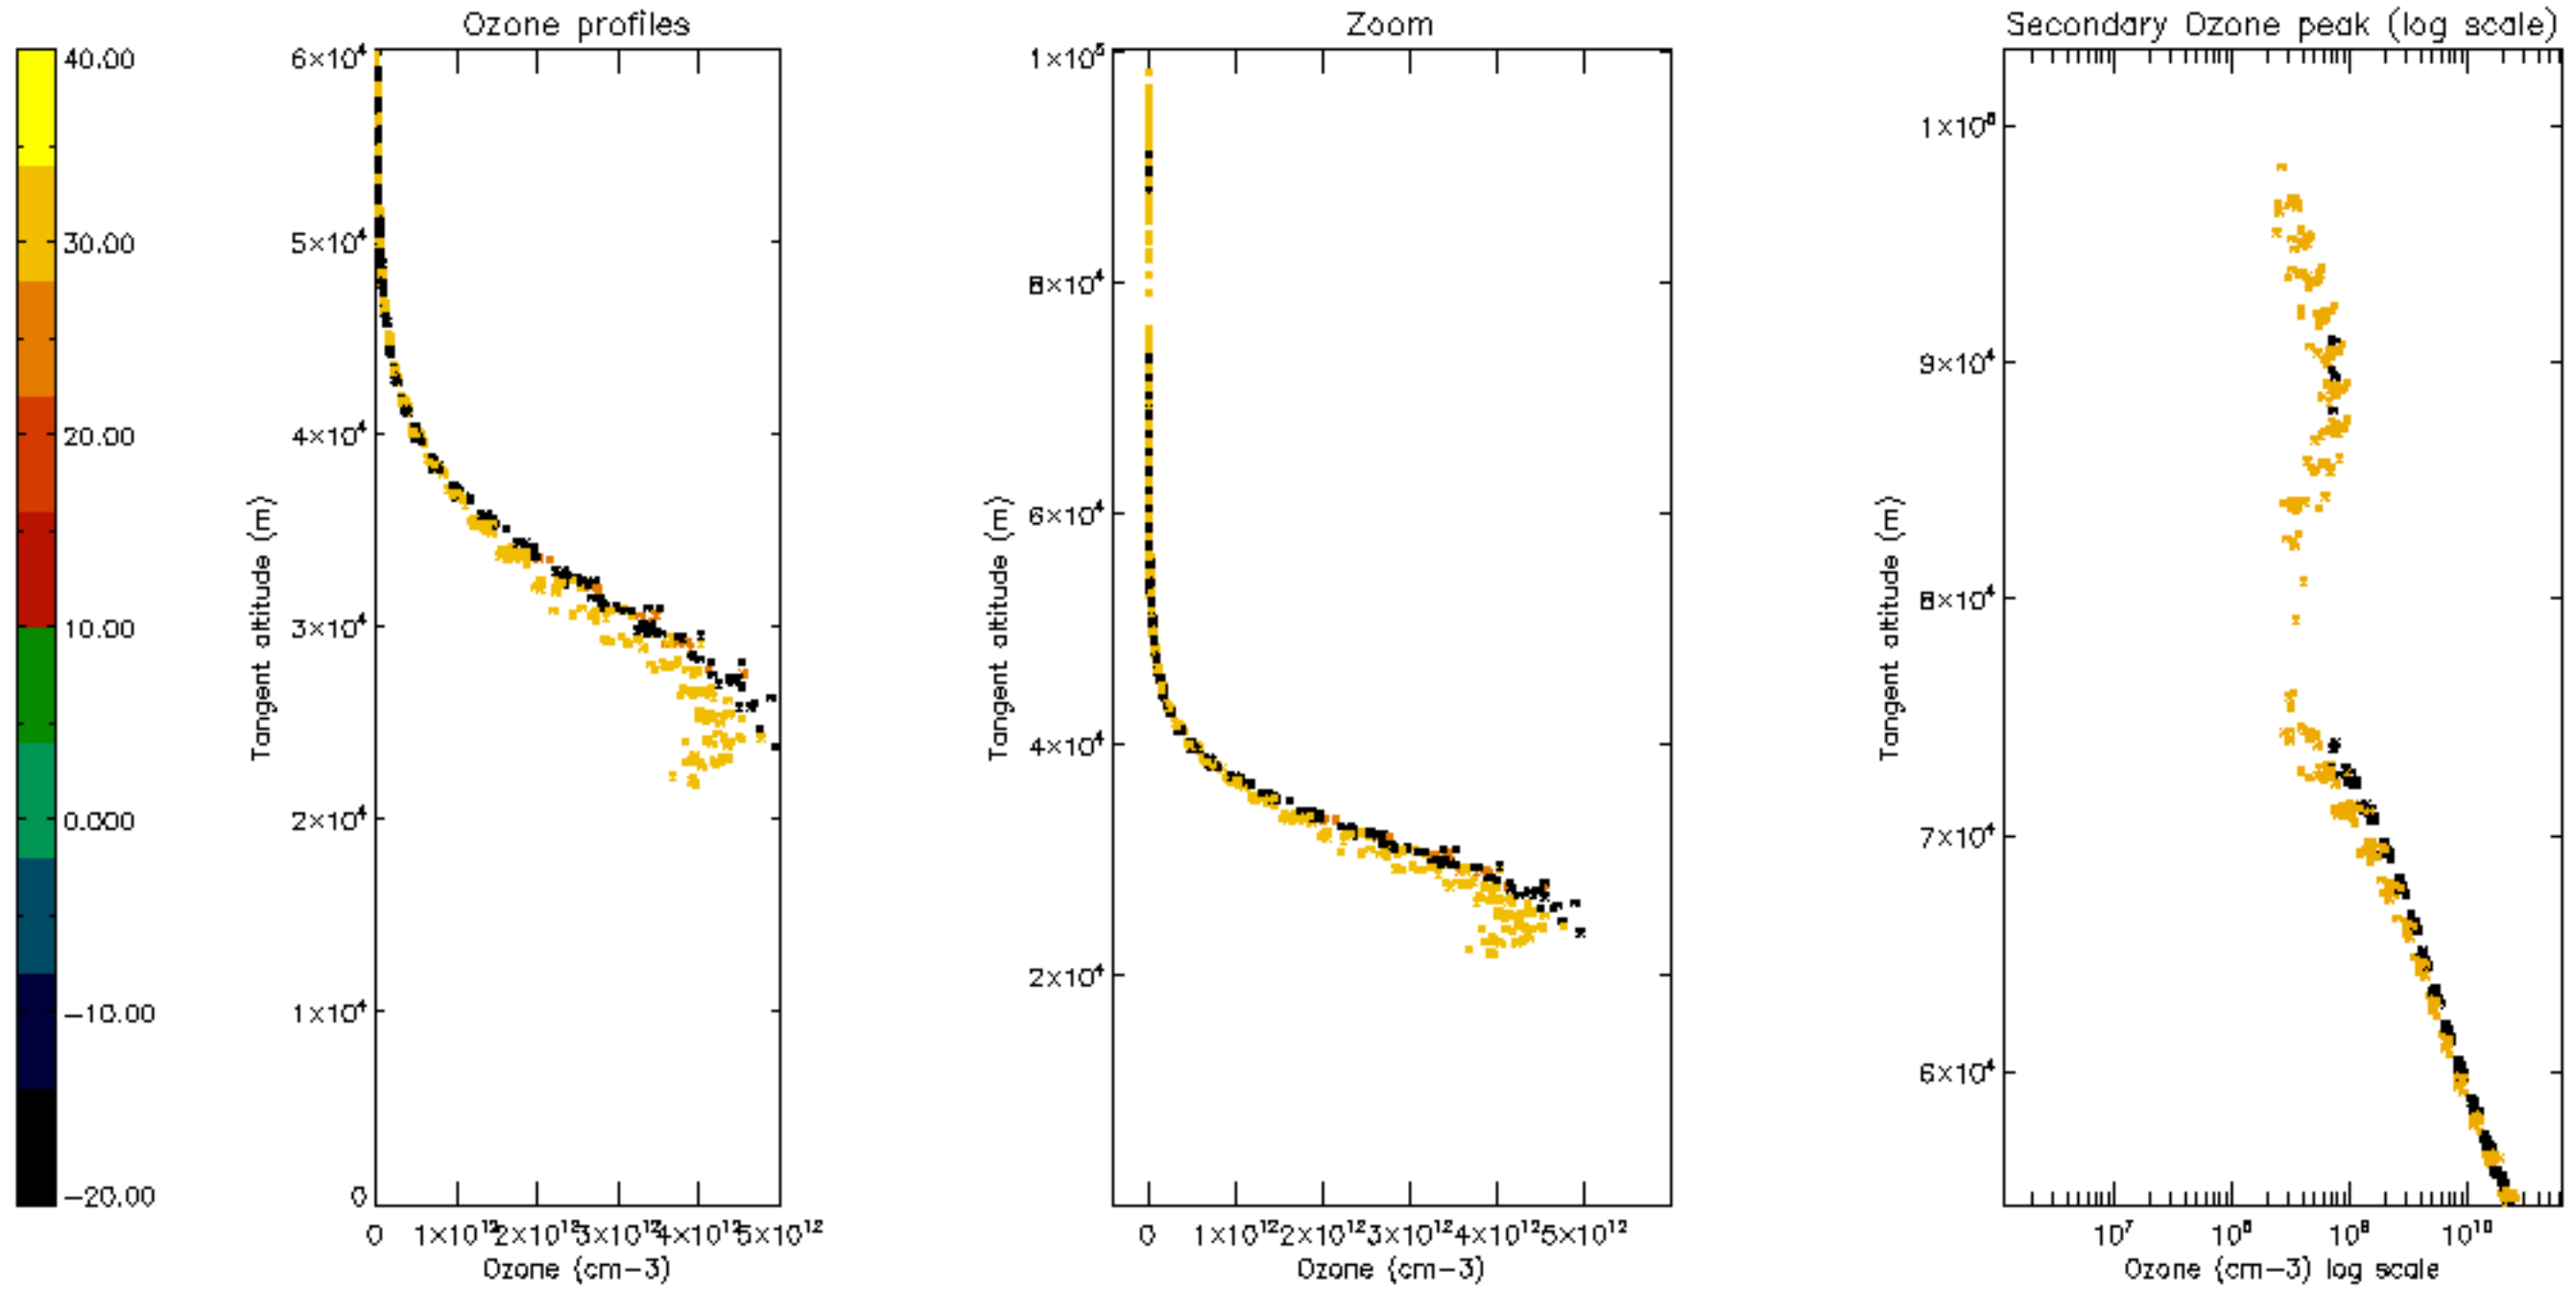 Ozone profiles
Zoom
Secondary Ozone peak (log scale)
40.00
30.00
20.00
10.00
0.000
−10.00
−20.00
6×10⁴
5×10⁴
4×10⁴
3×10⁴
2×10⁴
1×10⁴
0
Tangent altitude (m)
0 1×10¹² 2×10¹² 3×10¹² 4×10¹² 5×10¹²
Ozone (cm−3)
1×10⁵
8×10⁴
6×10⁴
4×10⁴
2×10⁴
Tangent altitude (m)
0 1×10¹² 2×10¹² 3×10¹² 4×10¹² 5×10¹²
Ozone (cm−3)
1×10⁵
9×10⁴
8×10⁴
7×10⁴
6×10⁴
Tangent altitude (m)
10⁷ 10⁸ 10⁹ 10¹⁰
Ozone (cm−3) log scale